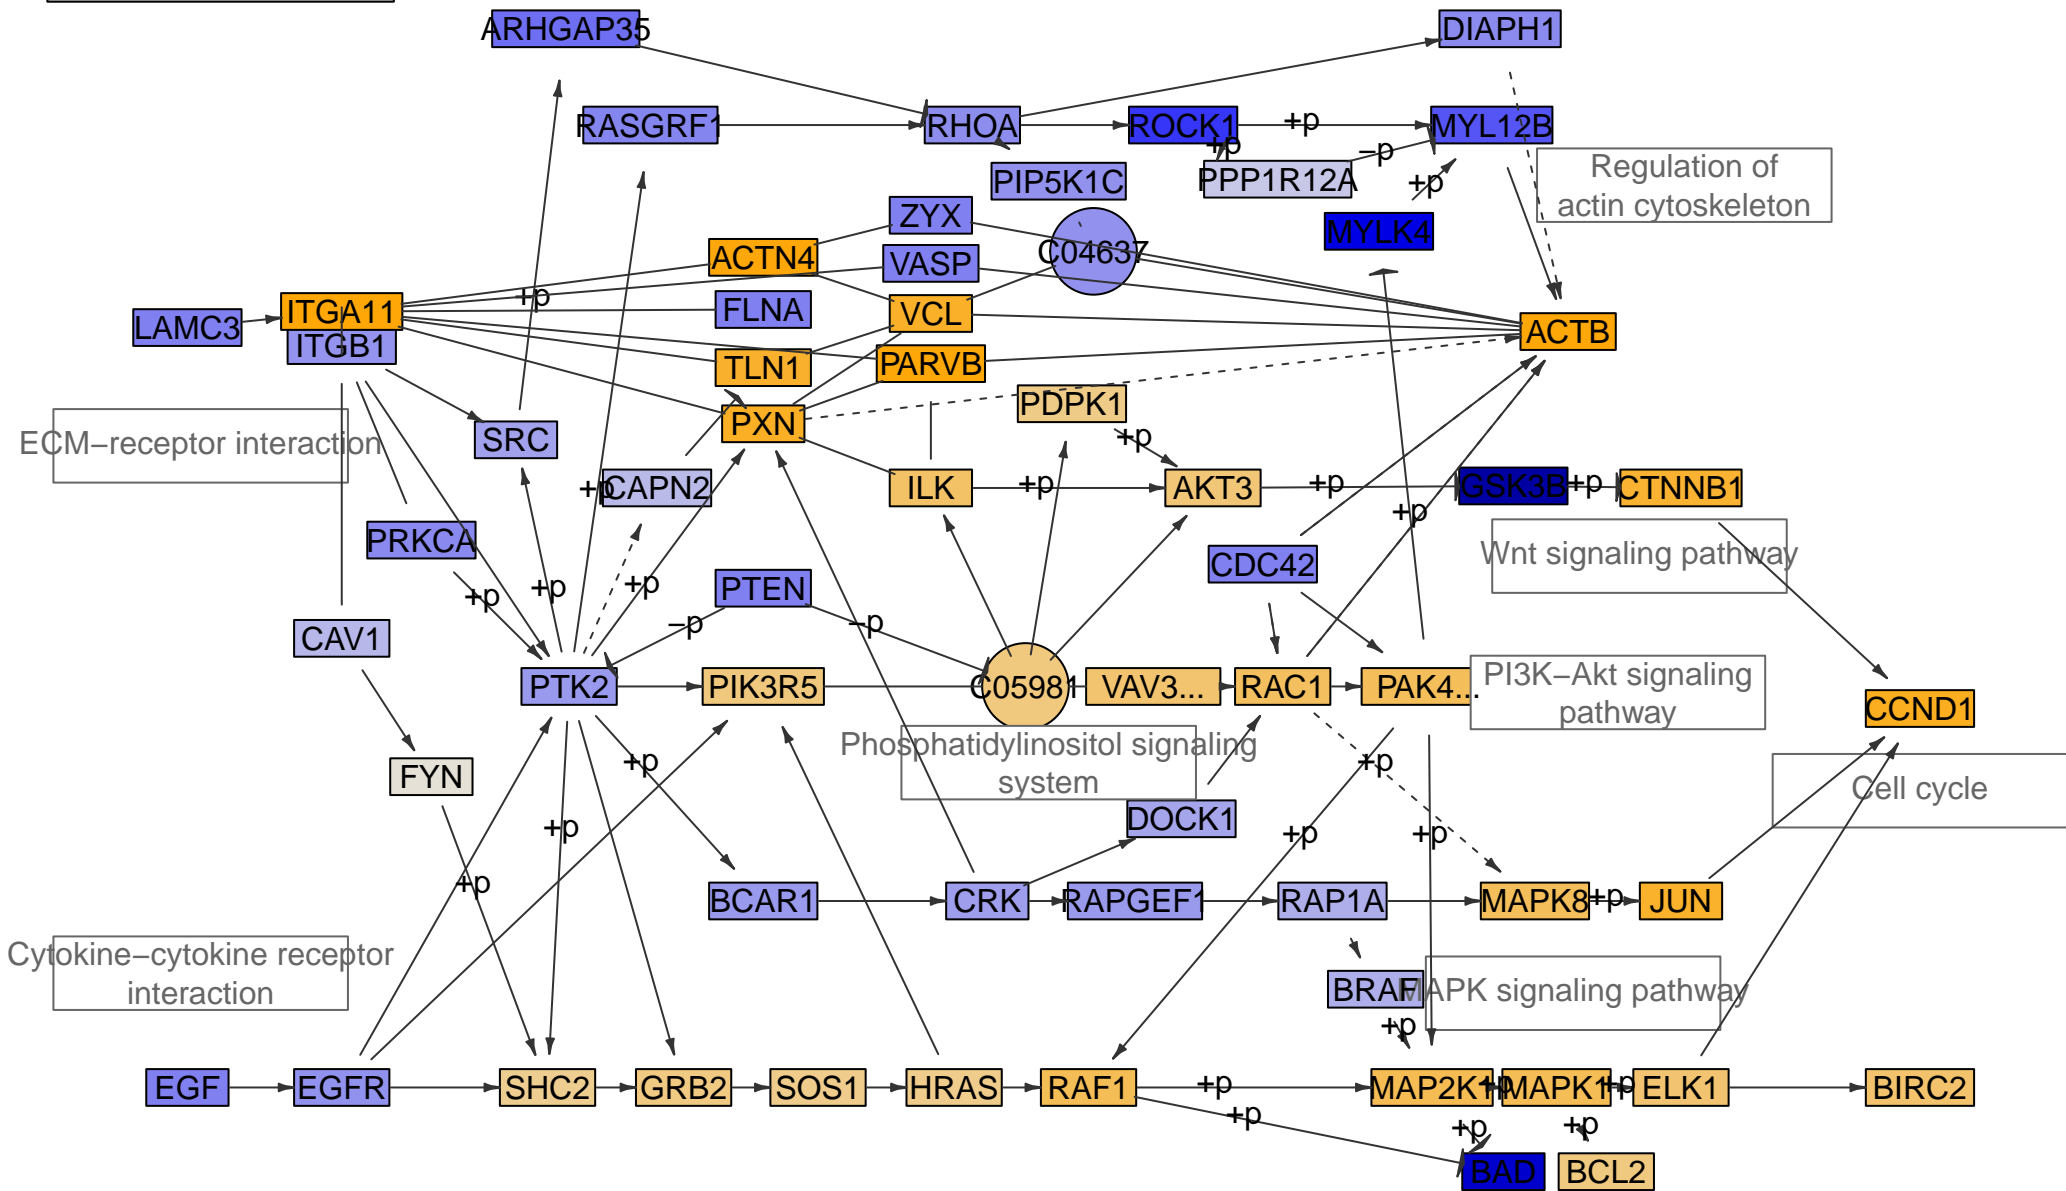 ARHGAP35
DIAPH1
RASGRF1
RHOA
ROCK1
+p
MYL12B
+p
−p
PIP5K1C
PPP1R12A
+p
Regulation of
actin cytoskeleton
ZYX
MYLK4
ACTN4
VASP
C04637
+p
ITGA11
FLNA
VCL
LAMC3
ITGB1
ACTB
TLN1
PARVB
PDPK1
PXN
+p
ECM−receptor interaction
SRC
+p
CAPN2
ILK
+p
AKT3
+p
GSK3B
+p
CTNNB1
+p
PRKCA
Wnt signaling pathway
CDC42
+p
+p
+p
PTEN
−p
−p
CAV1
PTK2
PIK3R5
C05981
VAV3...
RAC1
PAK4...
PI3K−Akt signaling
pathway
CCND1
Phosphatidylinositol signaling
system
+p
+p
FYN
Cell cycle
DOCK1
+p
+p
+p
+p
BCAR1
CRK
RAPGEF1
RAP1A
MAPK8
+p
JUN
Cytokine−cytokine receptor
interaction
BRAF
MAPK signaling pathway
+p
EGF
EGFR
SHC2
GRB2
SOS1
HRAS
RAF1
+p
MAP2K1
+p
MAPK1
+p
ELK1
BIRC2
+p
+p
+p
BAD
BCL2